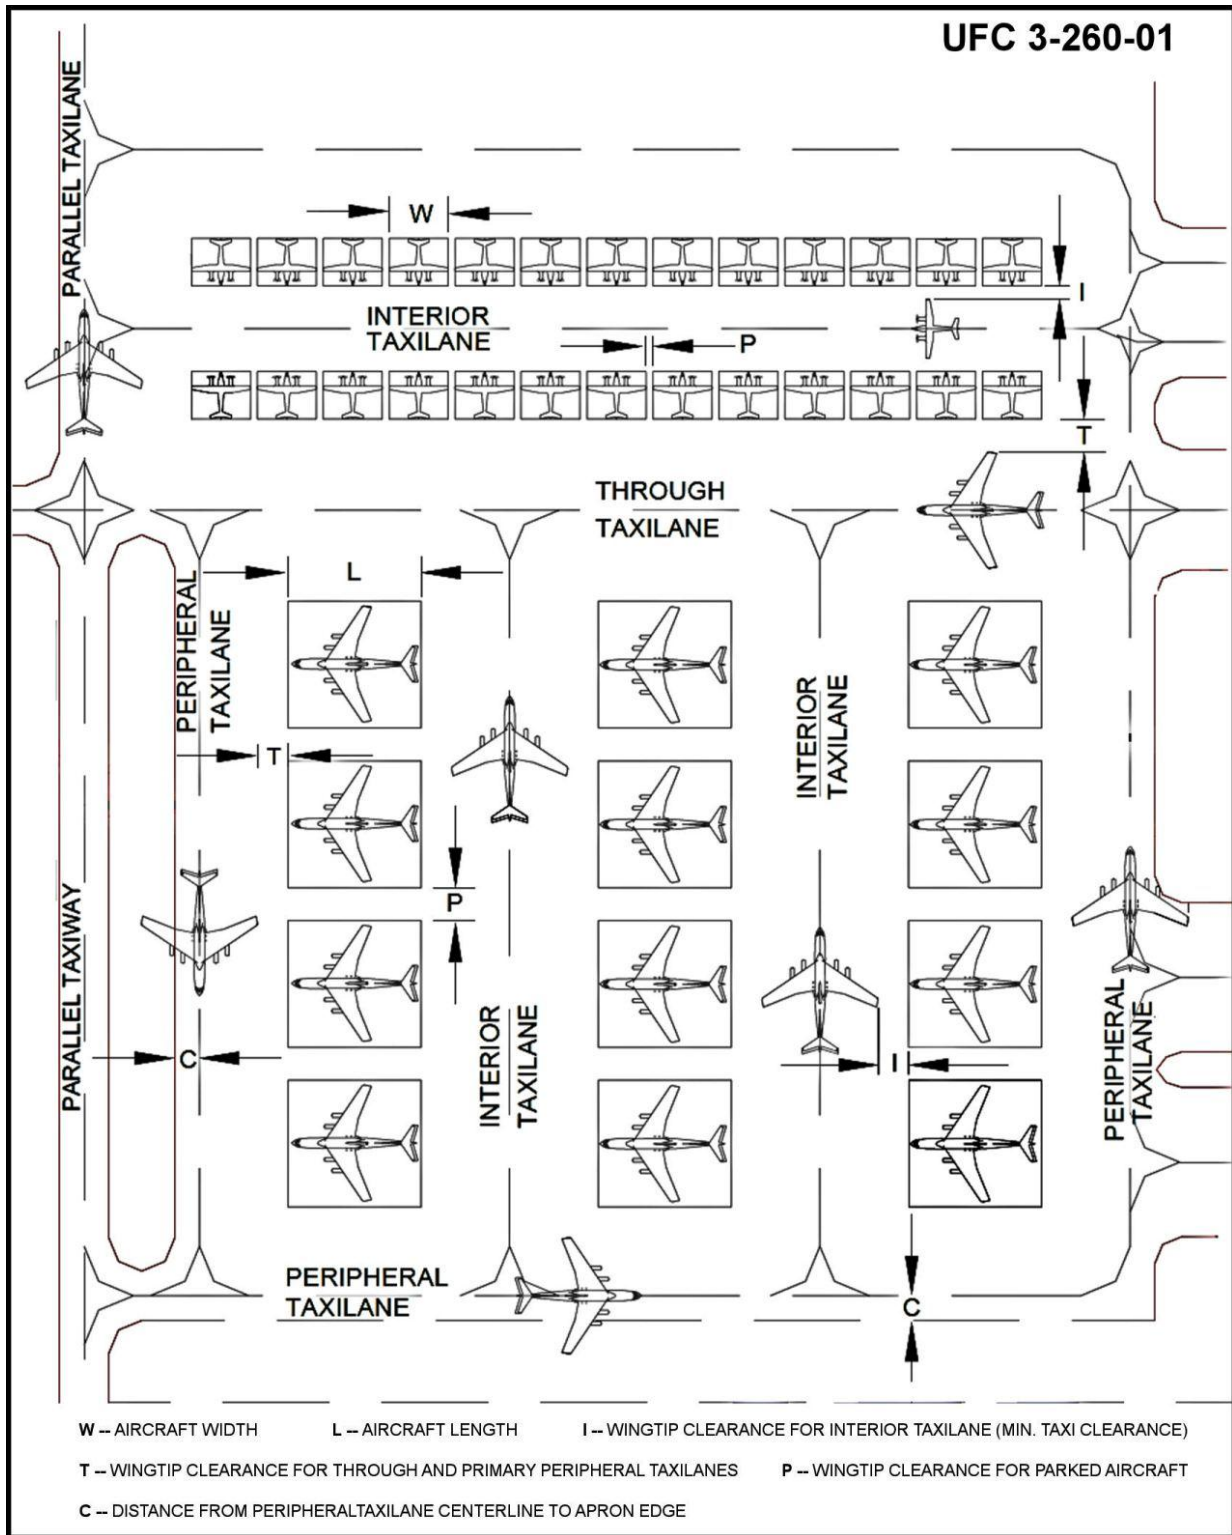 UFC 3-260-01
PARALLEL TAXILANE
W
I
INTERIOR
TAXILANE
P
T
THROUGH
TAXILANE
L
PERIPHERAL
TAXILANE
INTERIOR
TAXILANE
T
P
PARALLEL TAXIWAY
C
INTERIOR
TAXILANE
I
PERIPHERAL
TAXILANE
PERIPHERAL
TAXILANE
C
W -- AIRCRAFT WIDTH
L -- AIRCRAFT LENGTH
I -- WINGTIP CLEARANCE FOR INTERIOR TAXILANE (MIN. TAXI CLEARANCE)
T -- WINGTIP CLEARANCE FOR THROUGH AND PRIMARY PERIPHERAL TAXILANES
P -- WINGTIP CLEARANCE FOR PARKED AIRCRAFT
C -- DISTANCE FROM PERIPHERALTAXILANE CENTERLINE TO APRON EDGE